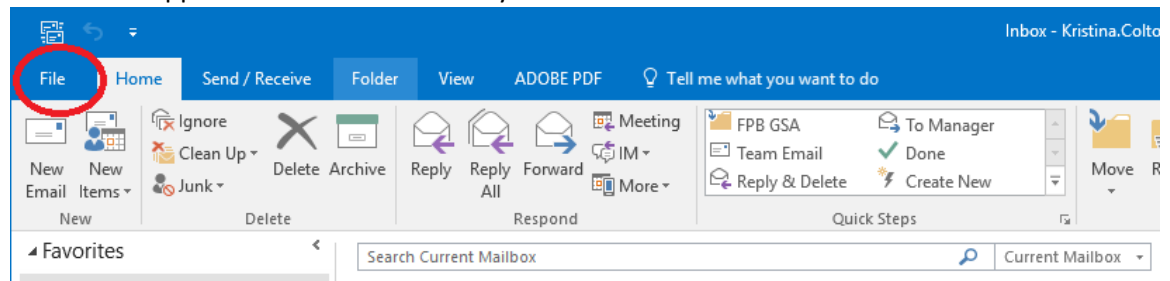 Inbox - Kristina.Colto
File Home Send / Receive Folder View ADOBE PDF Tell me what you want to do
Ignore
Clean Up
Junk
Delete
Archive
New Email
New Items
Reply
Reply All
Forward
Meeting
IM
More
FPB GSA
Team Email
Reply & Delete
To Manager
Done
Create New
Move
R
New Delete Respond Quick Steps
Favorites
Search Current Mailbox
Current Mailbox